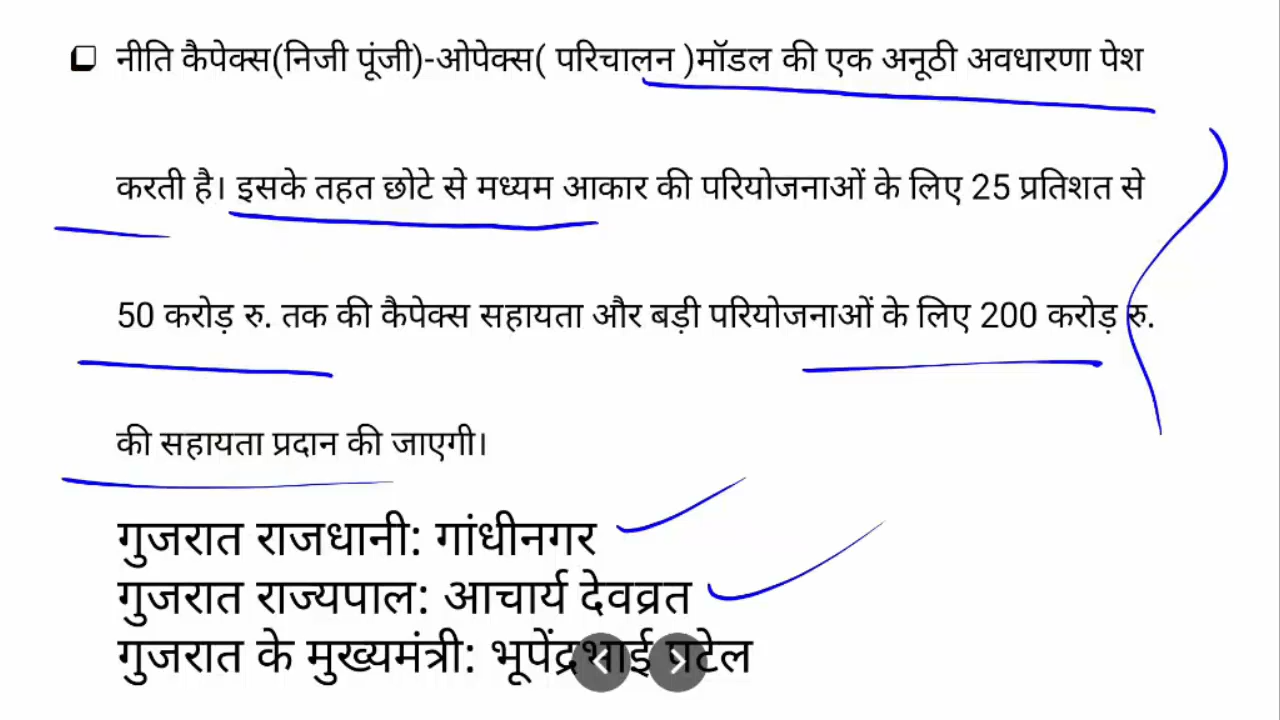 ❑ नीति कैपेक्स(निजी पूंजी)-ओपेक्स( परिचालन )मॉडल की एक अनूठी अवधारणा पेश
करती है। इसके तहत छोटे से मध्यम आकार की परियोजनाओं के लिए 25 प्रतिशत से
50 करोड़ रु. तक की कैपेक्स सहायता और बड़ी परियोजनाओं के लिए 200 करोड़ रु.
की सहायता प्रदान की जाएगी।
गुजरात राजधानी: गांधीनगर
गुजरात राज्यपाल: आचार्य देवव्रत
गुजरात के मुख्यमंत्री: भूपेंद्रभाई पटेल